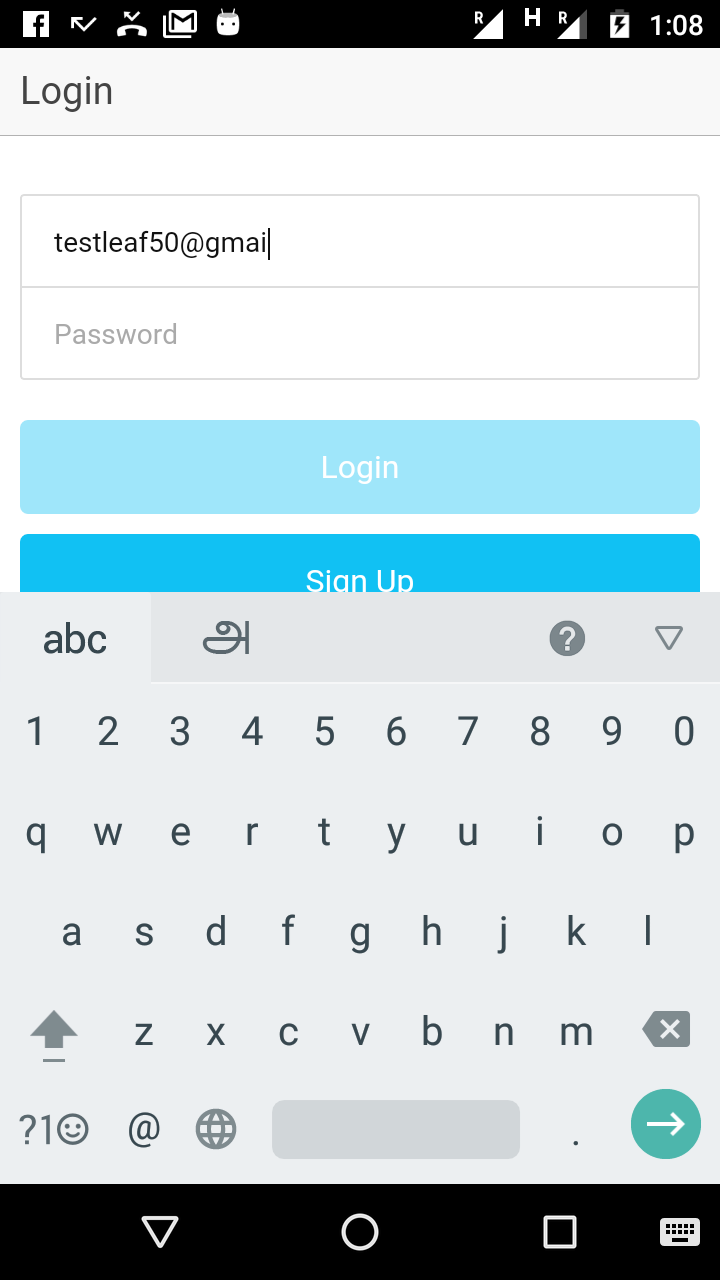 R H R 1:08
Login
testleaf50@gmai
Password
Login
Sign Up
abc அ ?
1 2 3 4 5 6 7 8 9 0
q w e r t y u i o p
a s d f g h j k l
z x c v b n m
?1☺ @ .